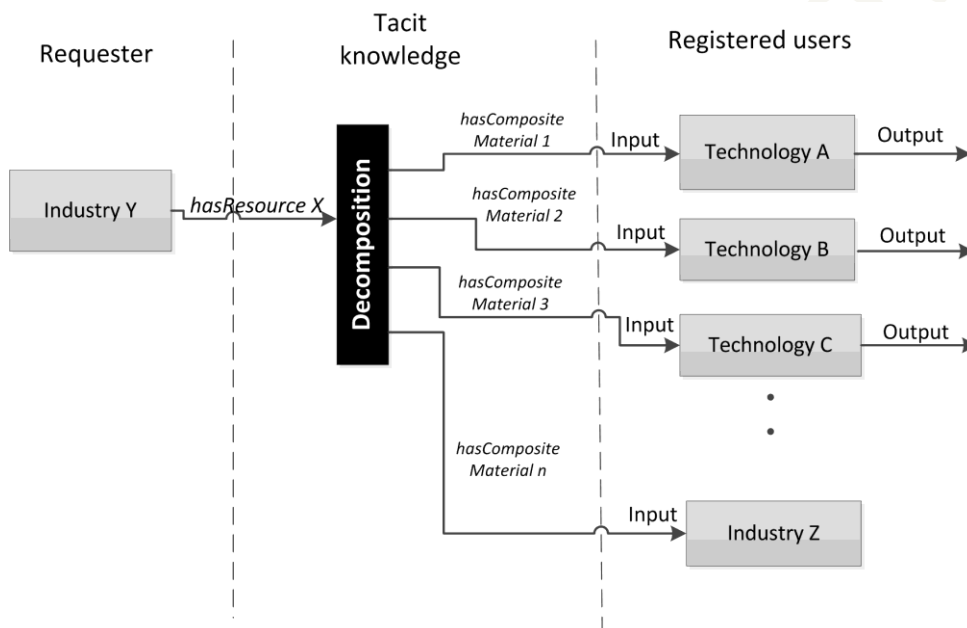 Requester
Tacit
knowledge
Registered users
Industry Y
hasResource X
Decomposition
hasComposite
Material 1
Input
Technology A
Output
hasComposite
Material 2
Input
Technology B
Output
hasComposite
Material 3
Input
Technology C
Output
hasComposite
Material n
Input
Industry Z